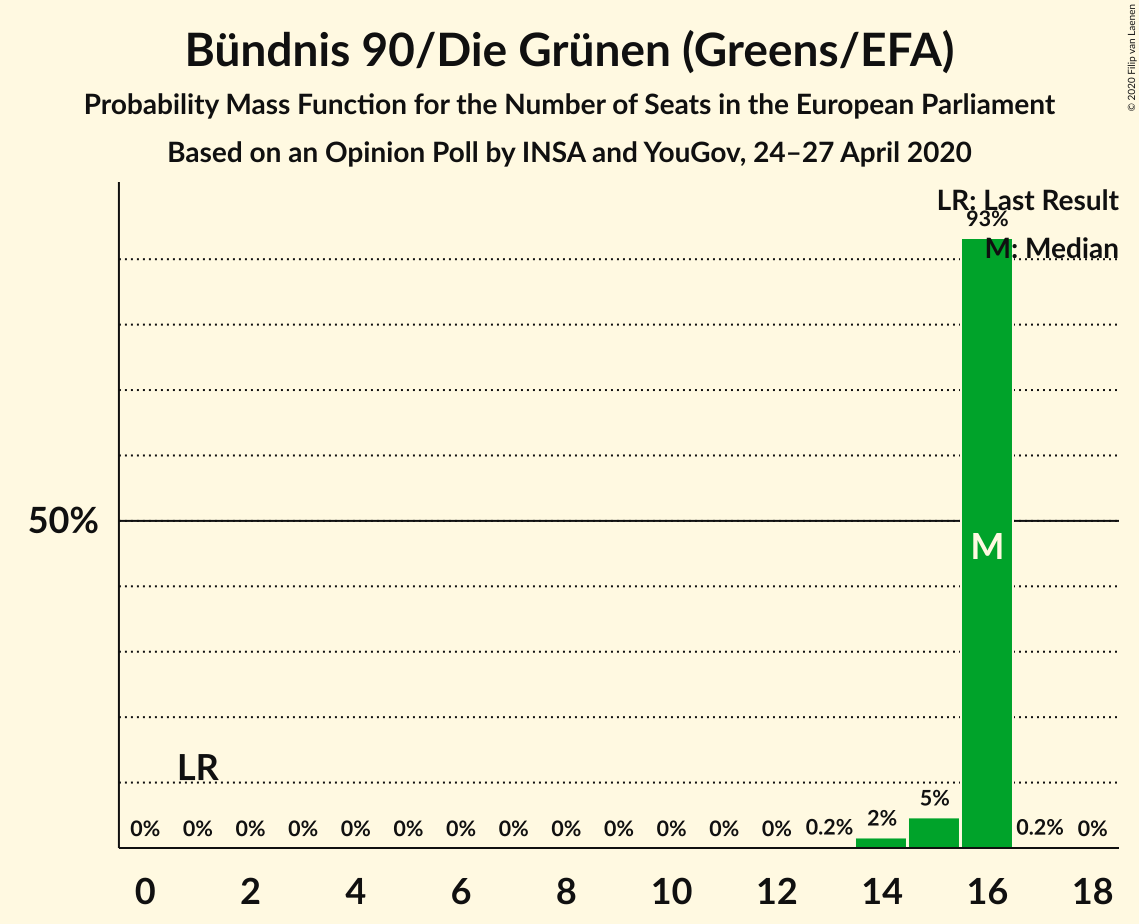 Bündnis 90/Die Grünen (Greens/EFA)
Probability Mass Function for the Number of Seats in the European Parliament
Based on an Opinion Poll by INSA and YouGov, 24–27 April 2020
© 2020 Filip van Laenen
LR: Last Result
93%
M: Median
50%
M
LR
0% 0% 0% 0% 0% 0% 0% 0% 0% 0% 0% 0% 0% 0.2% 2% 5% 0.2% 0%
0 2 4 6 8 10 12 14 16 18